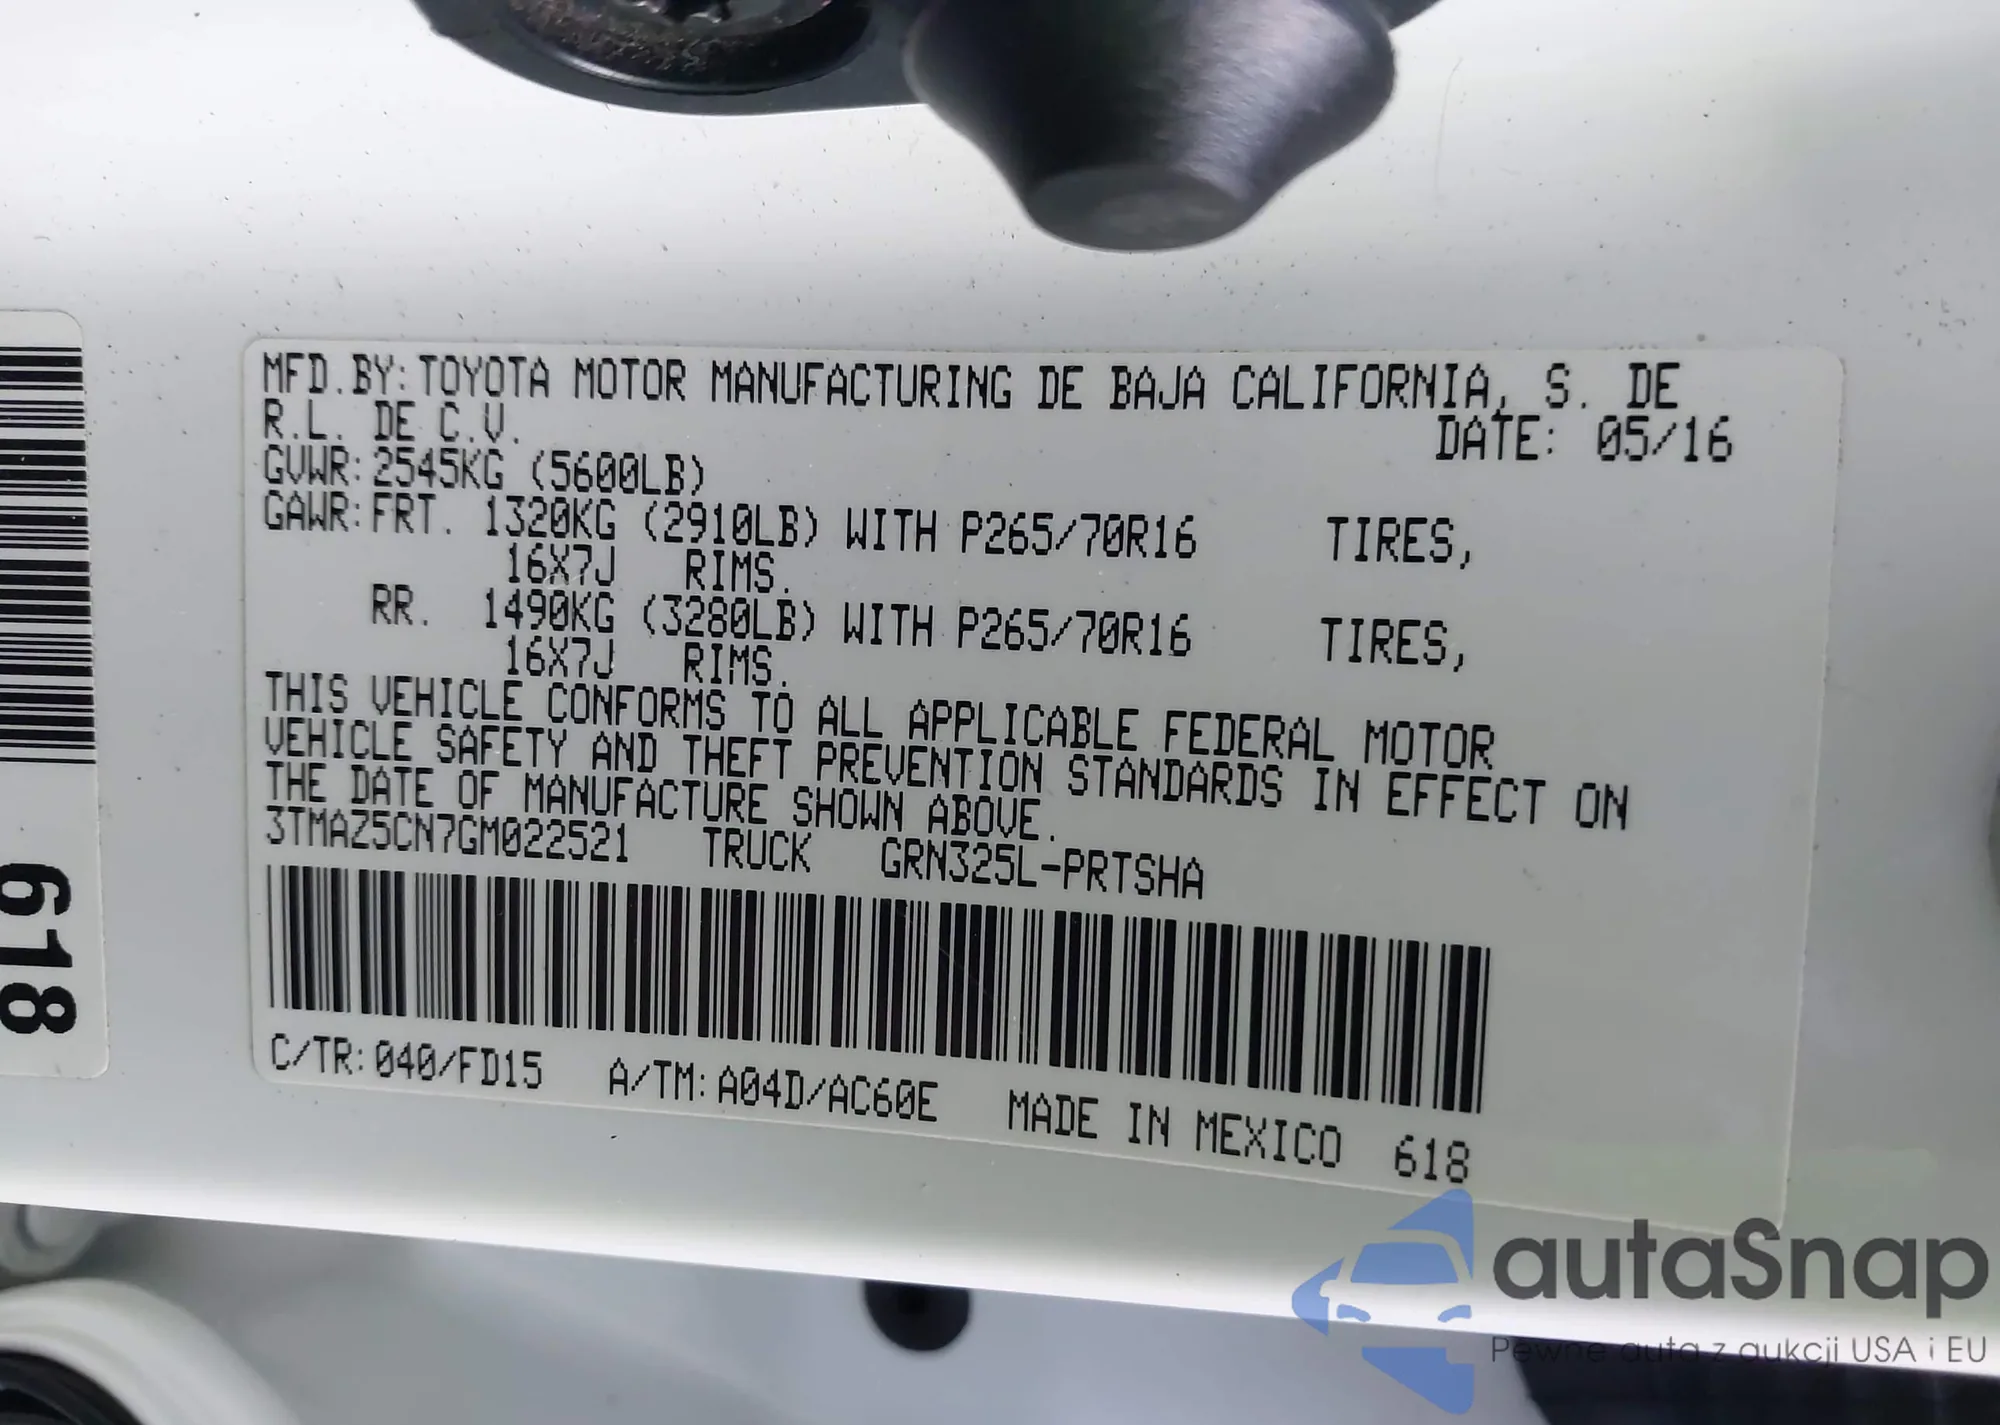 MFD.BY:TOYOTA MOTOR MANUFACTURING DE BAJA CALIFORNIA, S. DE
R.L. DE C.V.
DATE: 05/16
GVWR:2545KG (5600LB)
GAWR:FRT. 1320KG (2910LB) WITH P265/70R16 TIRES,
16X7J RIMS.
RR. 1490KG (3280LB) WITH P265/70R16 TIRES,
16X7J RIMS.
THIS VEHICLE CONFORMS TO ALL APPLICABLE FEDERAL MOTOR
VEHICLE SAFETY AND THEFT PREVENTION STANDARDS IN EFFECT ON
THE DATE OF MANUFACTURE SHOWN ABOVE.
3TMAZ5CN7GM022521 TRUCK GRN325L-PRTSHA
C/TR:040/FD15 A/TM:A04D/AC60E MADE IN MEXICO 618
618
autaSnap
Pewne auta z aukcji USA i EU